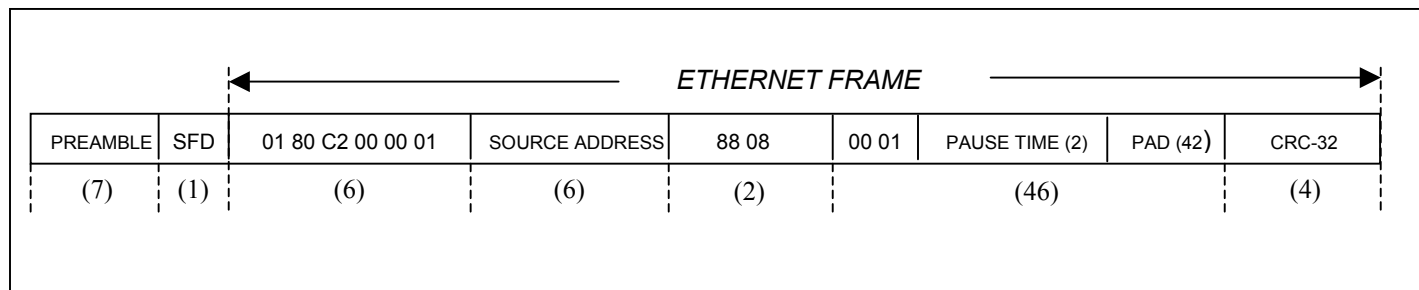 ETHERNET FRAME
PREAMBLE SFD 01 80 C2 00 00 01 SOURCE ADDRESS 88 08 00 01 PAUSE TIME (2) PAD (42) CRC-32
(7) (1) (6) (6) (2) (46) (4)